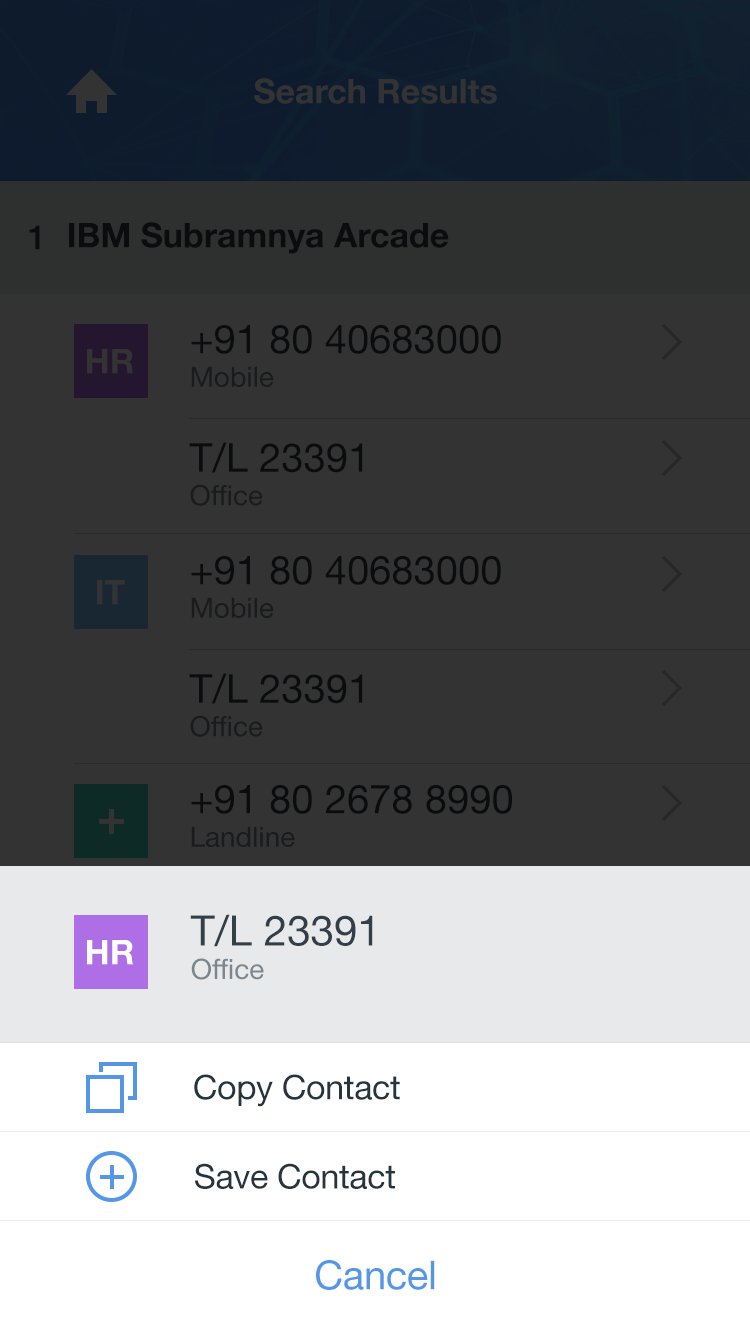 Search Results
1 IBM Subramnya Arcade
HR
+91 80 40683000
Mobile
T/L 23391
Office
IT
+91 80 40683000
Mobile
T/L 23391
Office
+91 80 2678 8990
Landline
HR
T/L 23391
Office
Copy Contact
Save Contact
Cancel